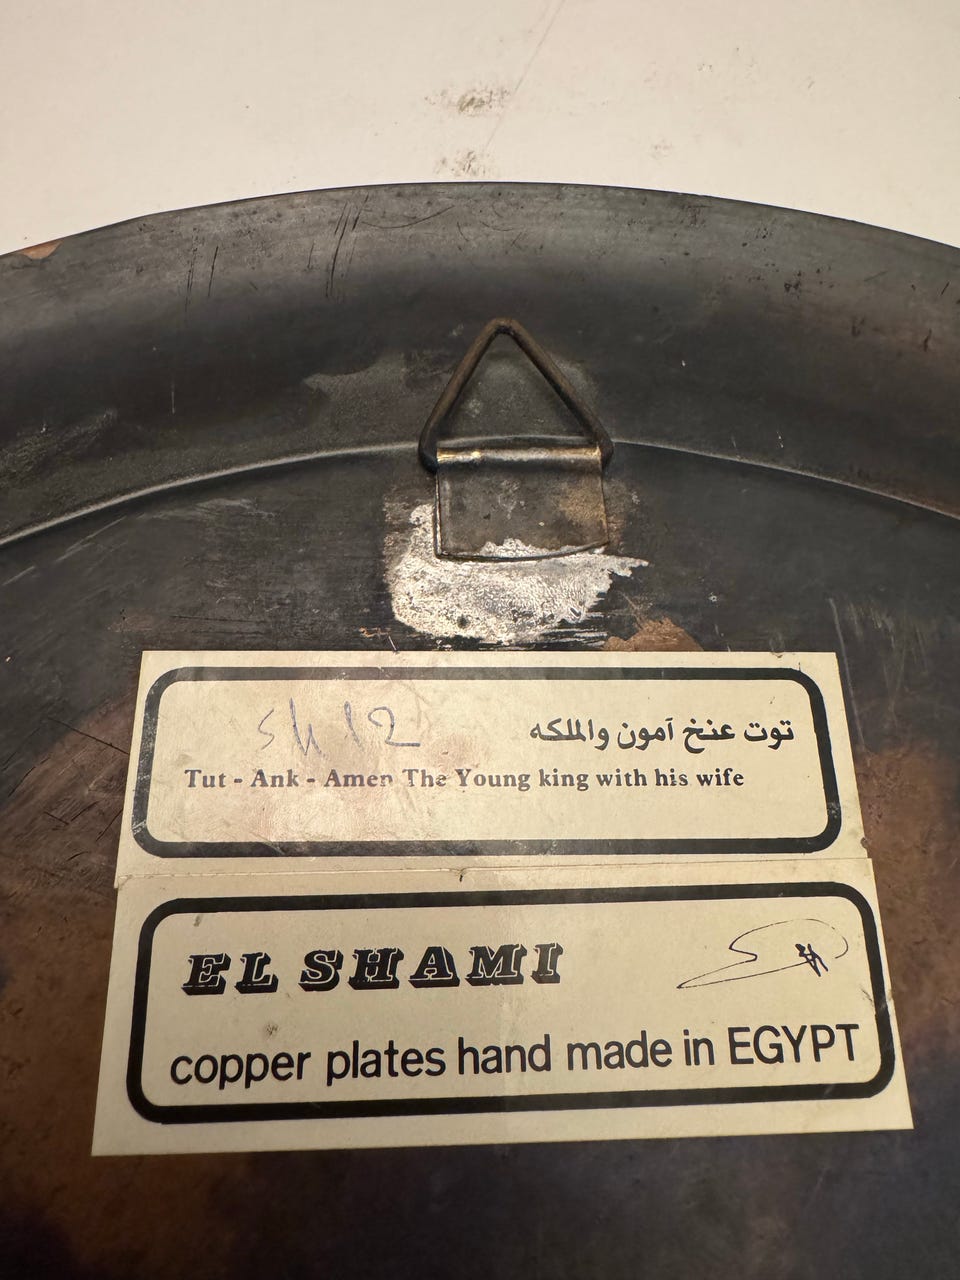 sh 12
توت عنخ آمون والملكه
Tut - Ank - Amen The Young king with his wife
EL SHAMI
copper plates hand made in EGYPT